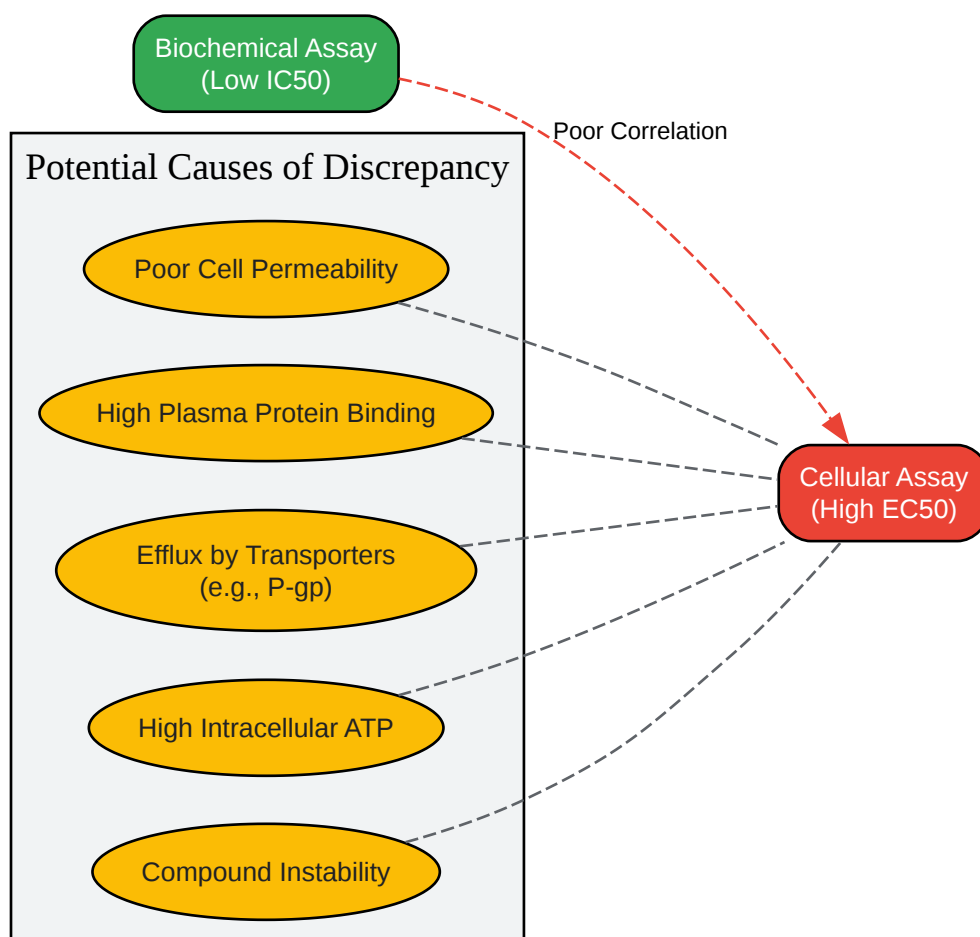 Biochemical Assay
(Low IC50)
Poor Correlation
Potential Causes of Discrepancy
Poor Cell Permeability
High Plasma Protein Binding
Efflux by Transporters
(e.g., P-gp)
High Intracellular ATP
Compound Instability
Cellular Assay
(High EC50)